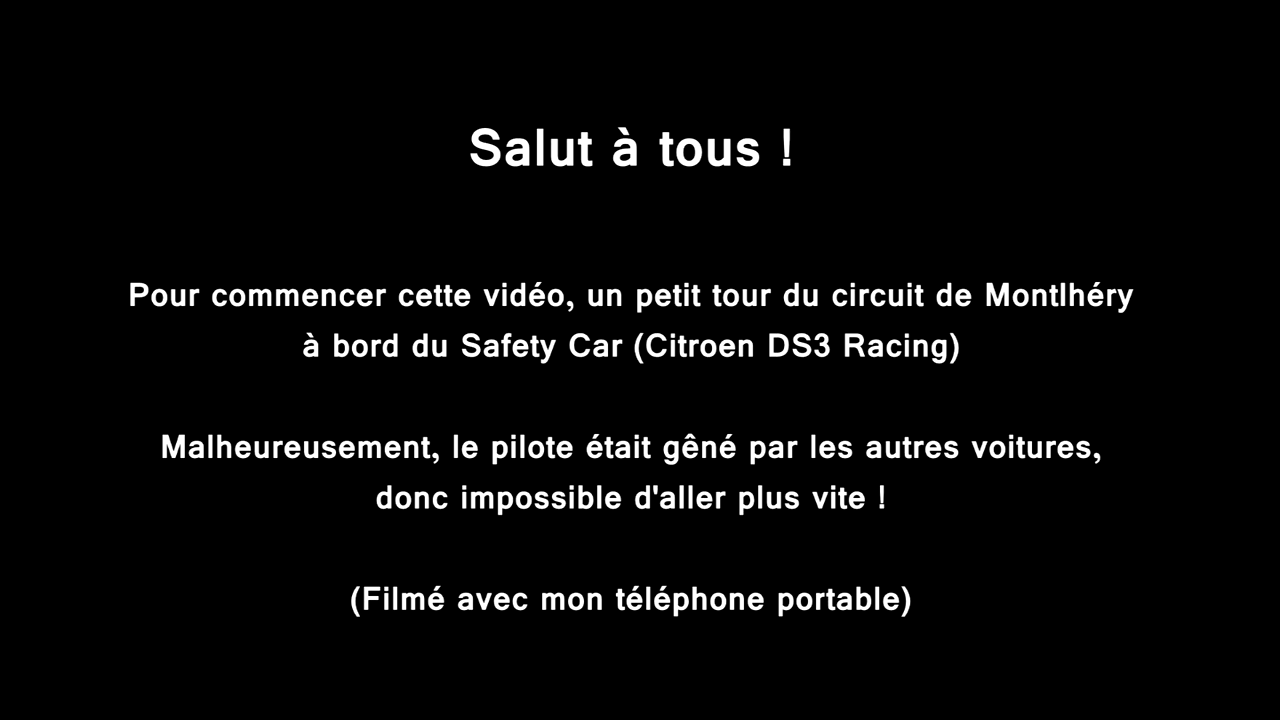 Salut à tous !
Pour commencer cette vidéo, un petit tour du circuit de Montlhéry
à bord du Safety Car (Citroen DS3 Racing)
Malheureusement, le pilote était gêné par les autres voitures,
donc impossible d'aller plus vite !
(Filmé avec mon téléphone portable)